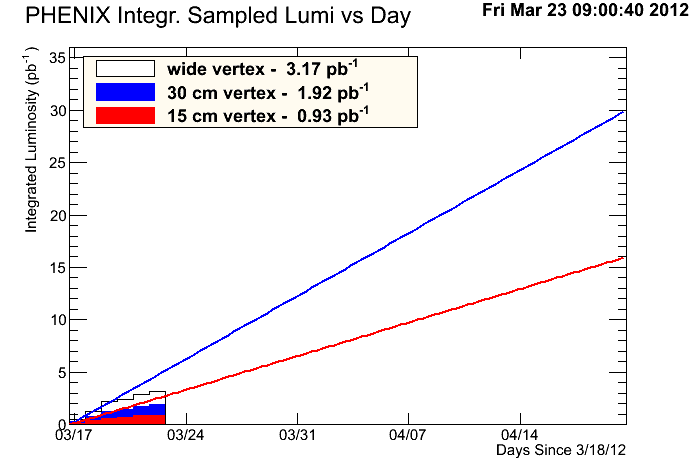 PHENIX Integr. Sampled Lumi vs Day
Fri Mar 23 09:00:40 2012
Integrated Luminosity (pb⁻¹)
wide vertex - 3.17 pb⁻¹
30 cm vertex - 1.92 pb⁻¹
15 cm vertex - 0.93 pb⁻¹
35
30
25
20
15
10
5
0
03/17 03/24 03/31 04/07 04/14
Days Since 3/18/12